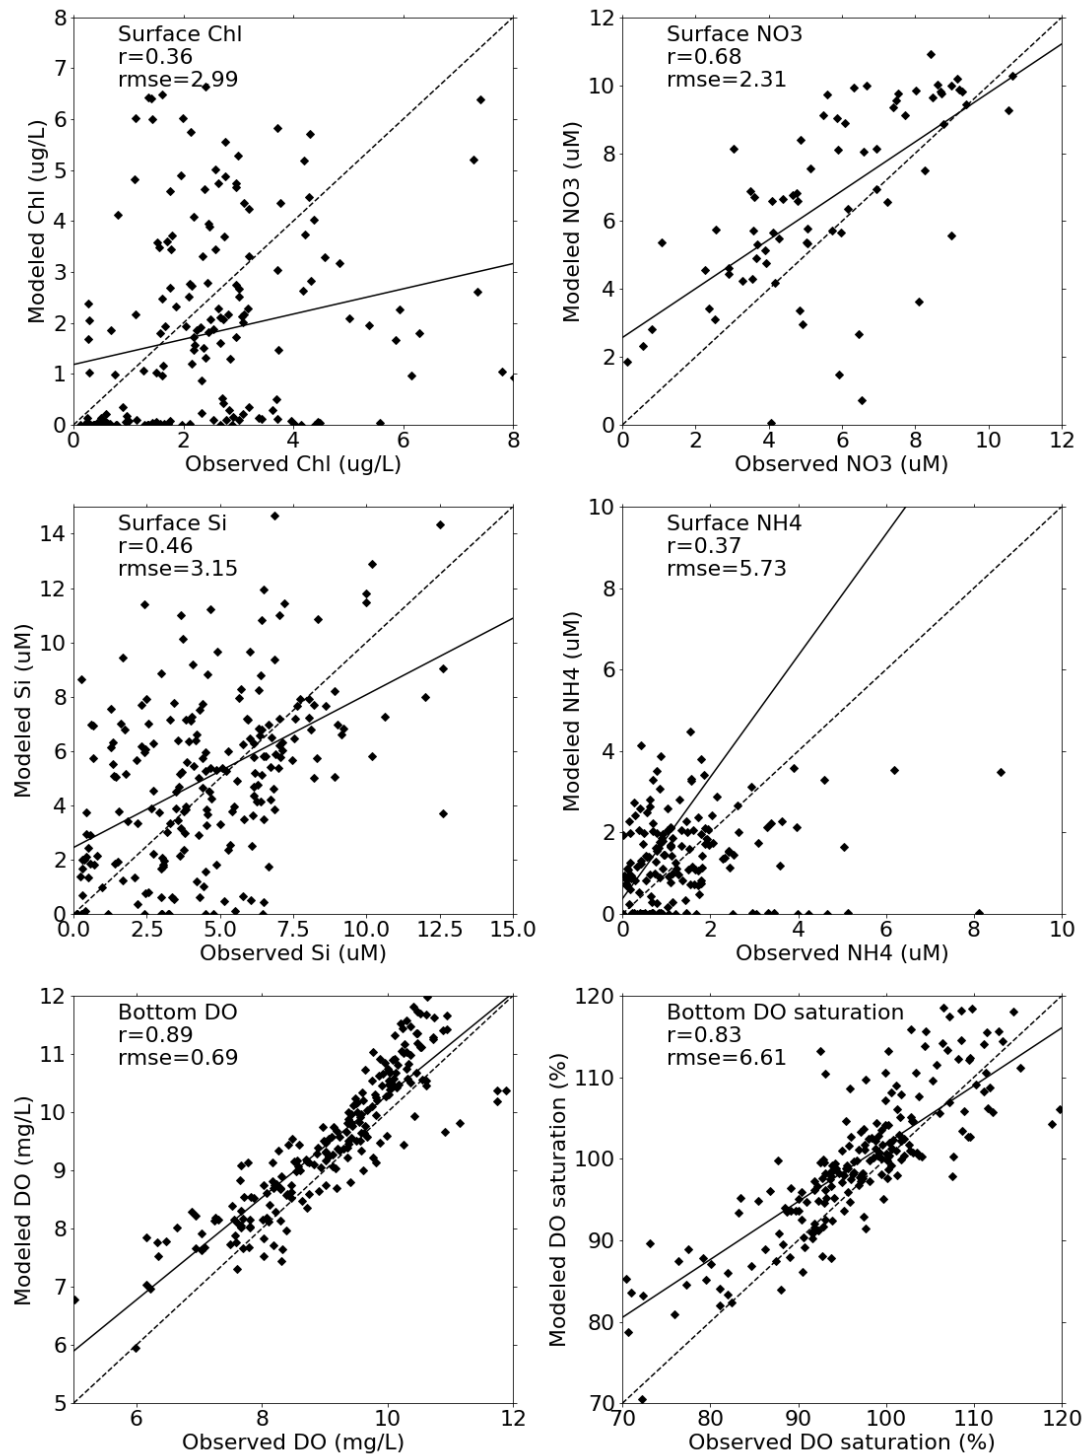 8
7
6
5
4
3
2
1
0
Modeled Chl (ug/L)
Surface Chl
r=0.36
rmse=2.99
0 2 4 6 8
Observed Chl (ug/L)
12
10
8
6
4
2
0
Modeled NO3 (uM)
Surface NO3
r=0.68
rmse=2.31
0 2 4 6 8 10 12
Observed NO3 (uM)
14
12
10
8
6
4
2
0
Modeled Si (uM)
Surface Si
r=0.46
rmse=3.15
0.0 2.5 5.0 7.5 10.0 12.5 15.0
Observed Si (uM)
10
8
6
4
2
0
Modeled NH4 (uM)
Surface NH4
r=0.37
rmse=5.73
0 2 4 6 8 10
Observed NH4 (uM)
12
11
10
9
8
7
6
5
Modeled DO (mg/L)
Bottom DO
r=0.89
rmse=0.69
6 8 10 12
Observed DO (mg/L)
120
110
100
90
80
70
Modeled DO saturation (%)
Bottom DO saturation
r=0.83
rmse=6.61
70 80 90 100 110 120
Observed DO saturation (%)